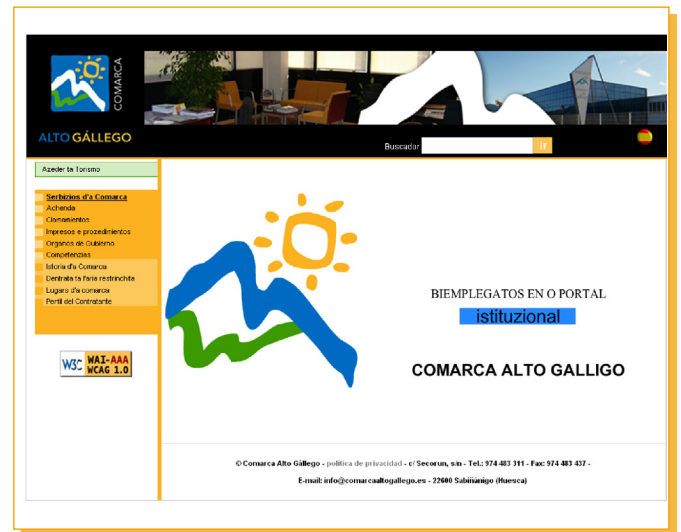 COMARCA
ALTO GÁLLEGO
Buscador
Ir
Azeder ta Torismo
Serbizios d'a Comarca
Achenda
Clamamientos
Impresos e prozedimientos
Organos de Gubierno
Competenzias
Istoria d'a Comarca
Dentrata ta l'aria restrinchita
Lugars d'a comarca
Perfil del Contratante
W3C WAI-AAA
WCAG 1.0
BIEMPLEGATOS EN O PORTAL
istituzional
COMARCA ALTO GALLIGO
© Comarca Alto Gállego - política de privacidad - c/ Secorun, s/n - Tel.: 974 483 311 - Fax: 974 483 437 -
E-mail: info@comarcaaltogallego.es - 22600 Sabiñánigo (Huesca)